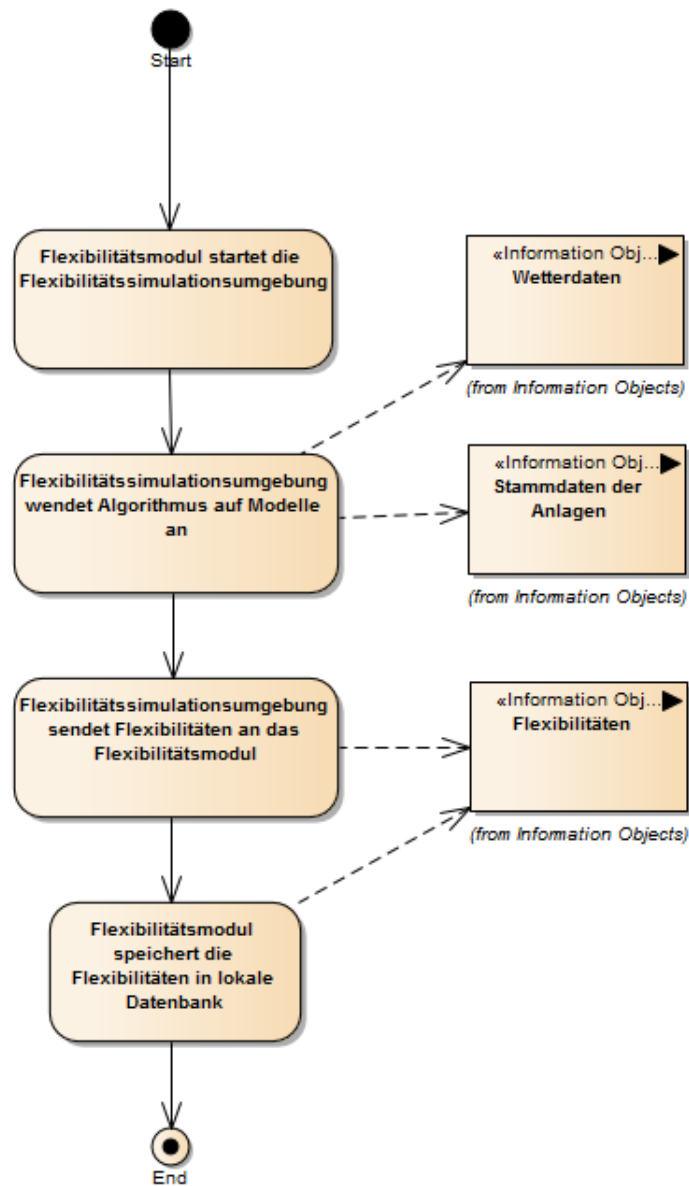 Start
Flexibilitätsmodul startet die
Flexibilitätssimulationsumgebung
«Information Obj...
Wetterdaten
(from Information Objects)
Flexibilitätssimulationsumgebung
wendet Algorithmus auf Modelle
an
«Information Obj...
Stammdaten der
Anlagen
(from Information Objects)
Flexibilitätssimulationsumgebung
sendet Flexibilitäten an das
Flexibilitätsmodul
«Information Obj...
Flexibilitäten
(from Information Objects)
Flexibilitätsmodul
speichert die
Flexibilitäten in lokale
Datenbank
End